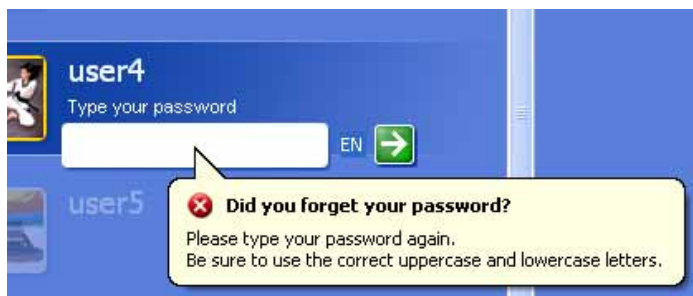 user4
Type your password
EN
user5
Did you forget your password?
Please type your password again.
Be sure to use the correct uppercase and lowercase letters.